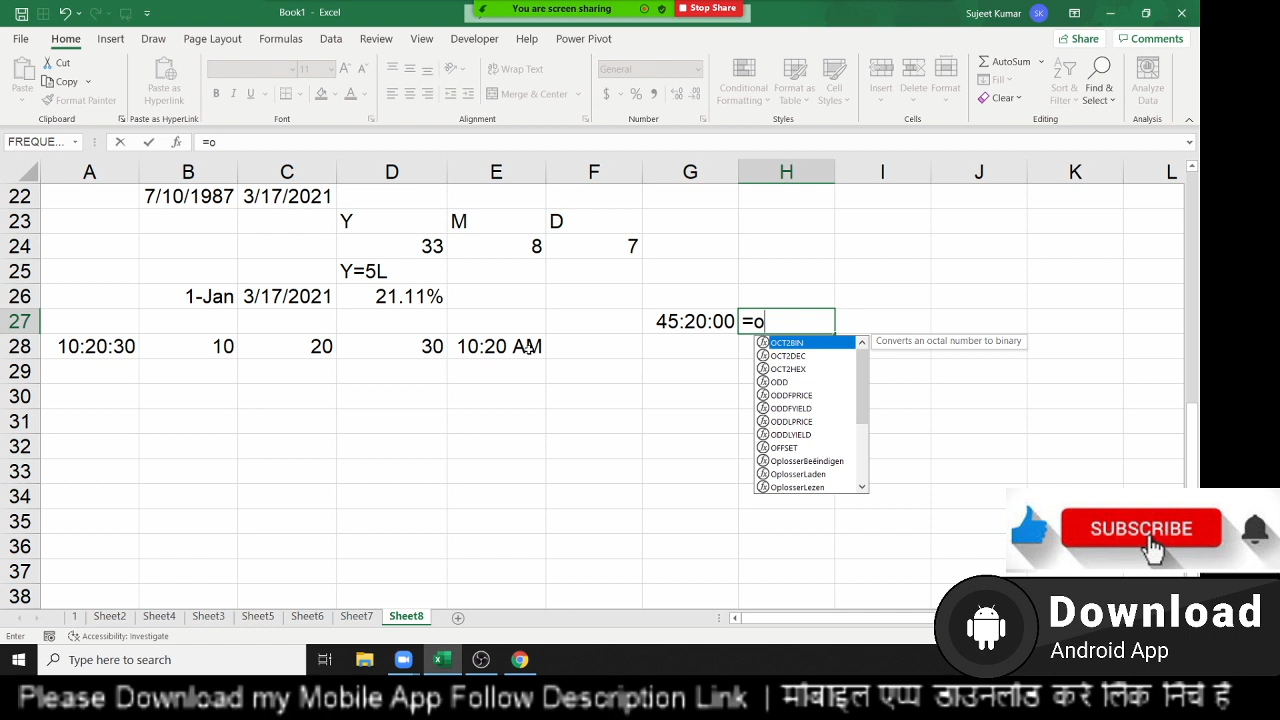 Book1 - Excel
You are screen sharing
Stop Share
Sujeet Kumar
SK
File Home Insert Draw Page Layout Formulas Data Review View Developer Help Power Pivot
Share Comments
Paste
Cut
Copy
Format Painter
Paste as Hyperlink
11
Wrap Text
Merge & Center
General
Conditional Formatting
Format as Table
Cell Styles
Insert Delete Format
AutoSum
Fill
Clear
Sort & Filter
Find & Select
Analyze Data
Clipboard Paste as HyperLink Font Alignment Number Styles Cells Editing Analysis
FREQUE... =o
A B C D E F G H I J K L
22 7/10/1987 3/17/2021
23 Y M D
24 33 8 7
25 Y=5L
26 1-Jan 3/17/2021 21.11%
27 45:20:00 =o
28 10:20:30 10 20 30 10:20 AM
29
30
31
32
33
34
35
36
37
38
OCT2BIN
Converts an octal number to binary
OCT2DEC
OCT2HEX
ODD
ODDFPRICE
ODDFYIELD
ODDLPRICE
ODDLYIELD
OFFSET
OplosserBeëindigen
OplosserLaden
OplosserLezen
SUBSCRIBE
Download
Android App
1 Sheet2 Sheet4 Sheet3 Sheet5 Sheet6 Sheet7 Sheet8
Enter Accessibility: Investigate
Type here to search
Please Download my Mobile App Follow Description Link | मोबाइल एप्प डाउनलोड करे लिंक निचे है